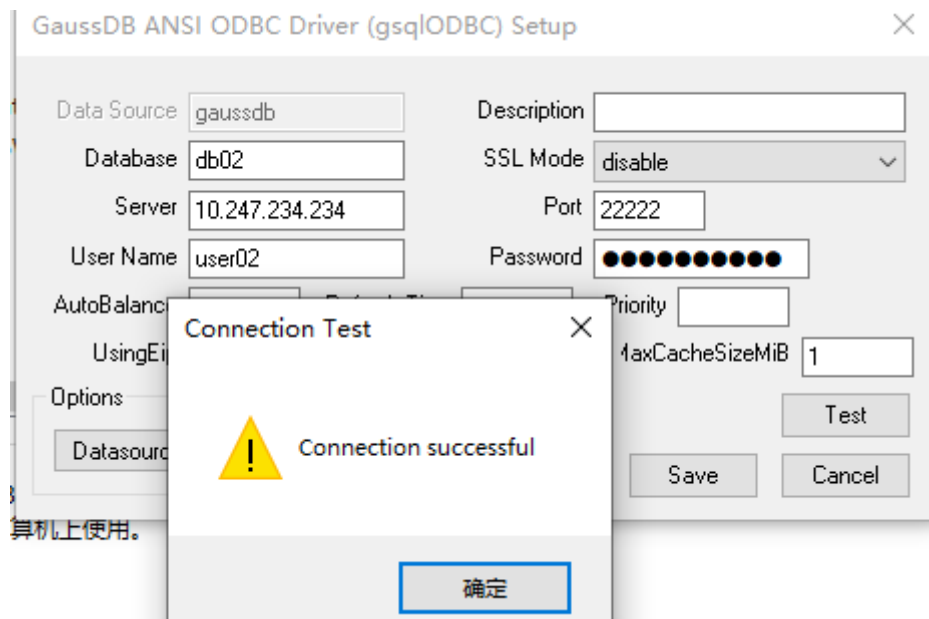 GaussDB ANSI ODBC Driver (gsqlODBC) Setup
Data Source gaussdb Description
Database db02 SSL Mode disable
Server 10.247.234.234 Port 22222
User Name user02 Password ●●●●●●●●●●
Priority
MaxCacheSizeMiB 1
Options
Test
Save Cancel
Connection Test
Connection successful
确定
算机上使用。